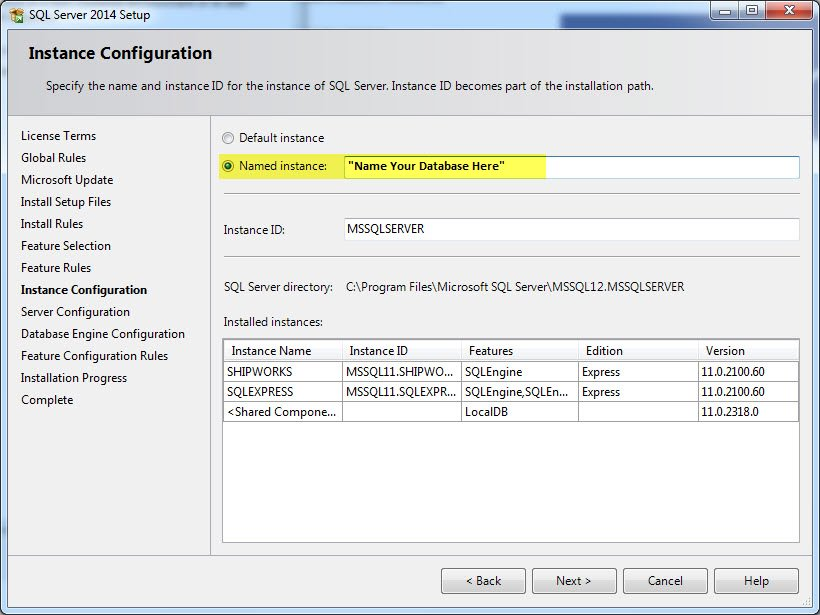 SQL Server 2014 Setup
Instance Configuration
Specify the name and instance ID for the instance of SQL Server. Instance ID becomes part of the installation path.
License Terms
Global Rules
Microsoft Update
Install Setup Files
Install Rules
Feature Selection
Feature Rules
Instance Configuration
Server Configuration
Database Engine Configuration
Feature Configuration Rules
Installation Progress
Complete
Default instance
Named instance: "Name Your Database Here"
Instance ID: MSSQLSERVER
SQL Server directory: C:\Program Files\Microsoft SQL Server\MSSQL12.MSSQLSERVER
Installed instances:
Instance Name Instance ID Features Edition Version
SHIPWORKS MSSQL11.SHIPWO... SQLEngine Express 11.0.2100.60
SQLEXPRESS MSSQL11.SQLEXPR... SQLEngine,SQLEn... Express 11.0.2100.60
<Shared Compone... LocalDB 11.0.2318.0
< Back Next > Cancel Help